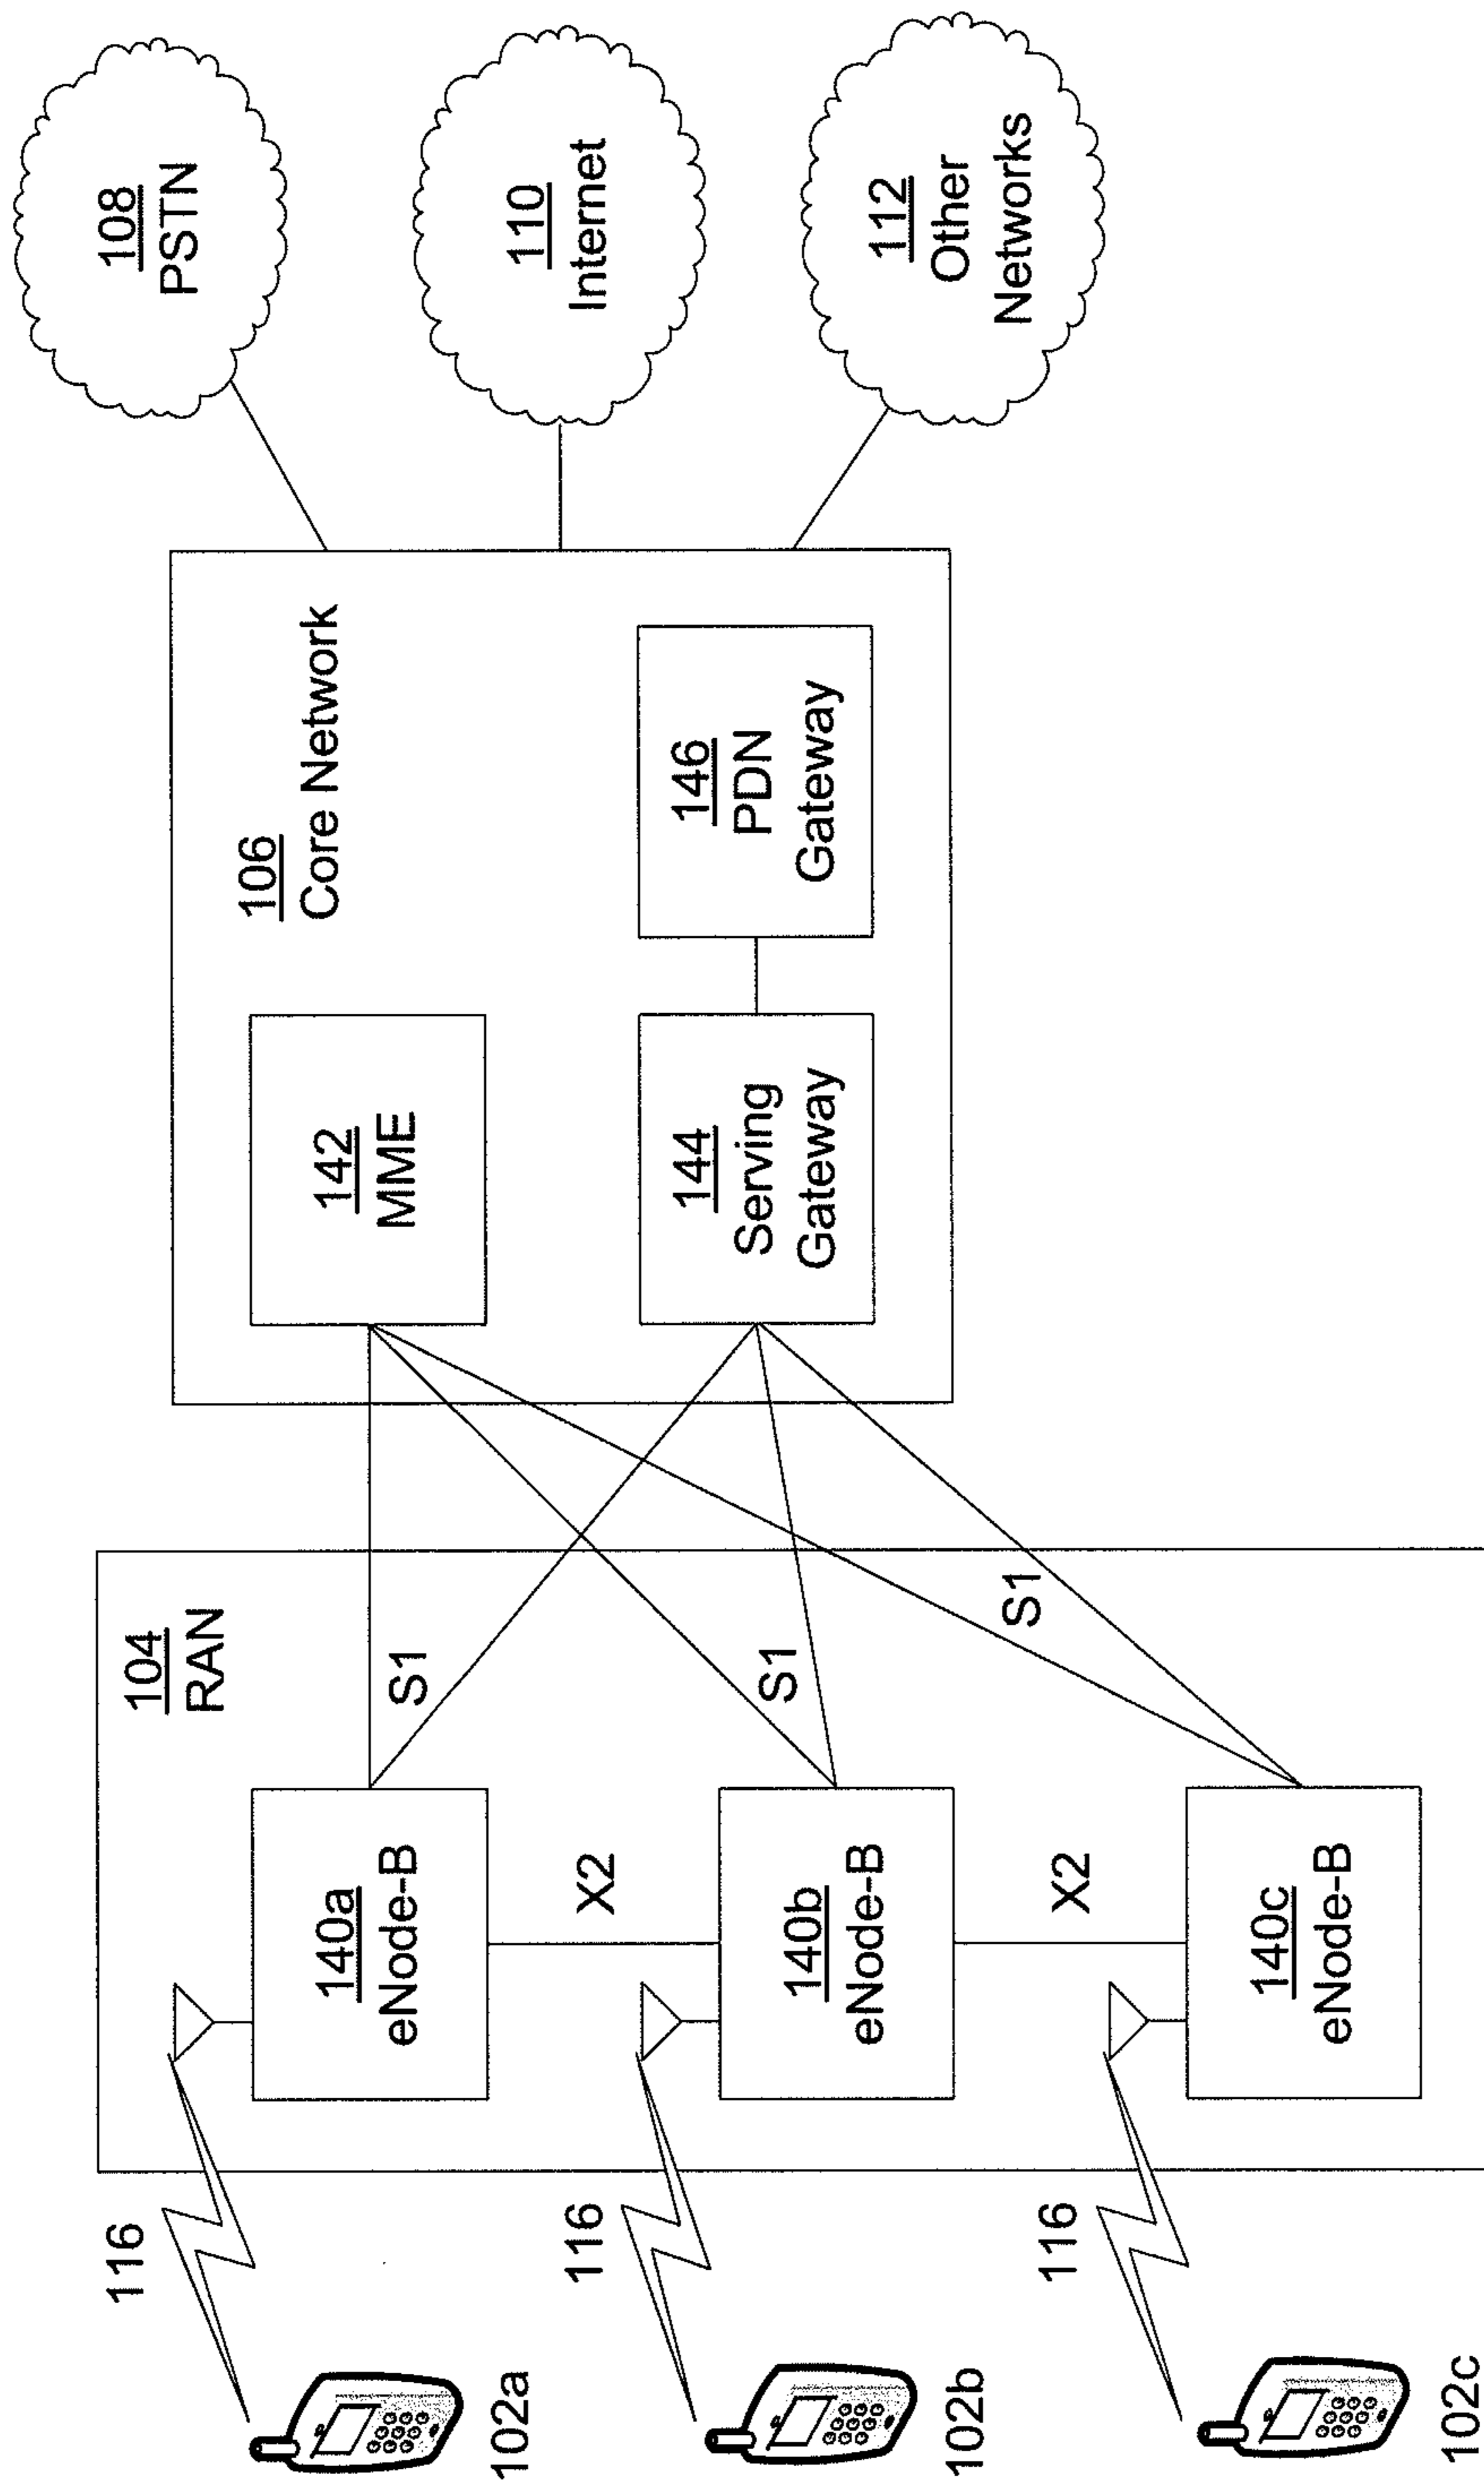 108
PSTN
110
Internet
112
Other
Networks
106
Core Network
142
MME
146
PDN
Gateway
144
Serving
Gateway
104
RAN
S1
S1
S1
140a
eNode-B
X2
140b
eNode-B
X2
140c
eNode-B
116
116
116
102a
102b
102c